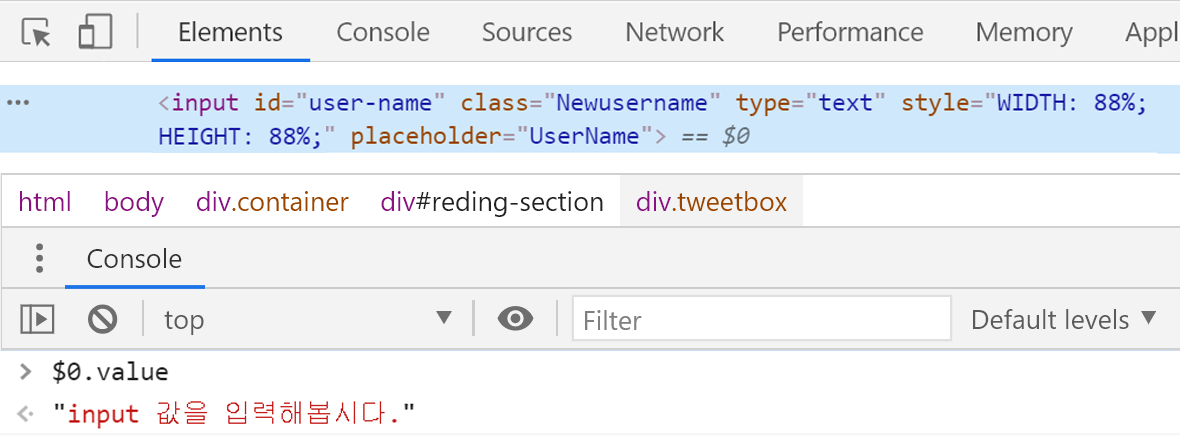 Elements Console Sources Network Performance Memory Appl
<input id="user-name" class="Newusername" type="text" style="WIDTH: 88%;
HEIGHT: 88%;" placeholder="UserName"> == $0
html body div.container div#reding-section div.tweetbox
Console
top Filter Default levels
> $0.value
"input 값을 입력해봅시다."